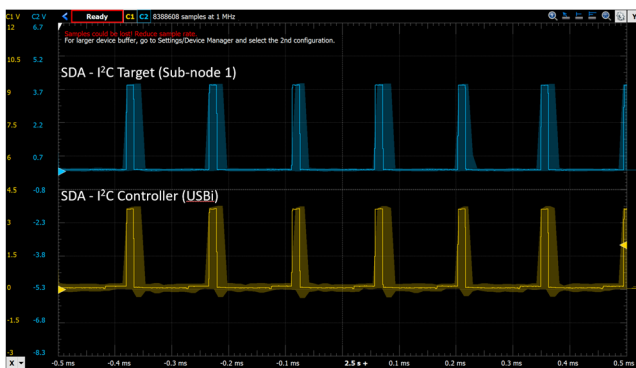 C1 V C2 V Ready C1 C2 8388608 samples at 1 MHz Y
12 6.7
Samples could be lost! Reduce sample rate.
For larger device buffer, go to Settings/Device Manager and select the 2nd configuration.
10.5 5.2
SDA - I²C Target (Sub-node 1)
9 3.7
7.5 2.2
6 0.7
4.5 -0.8
SDA - I²C Controller (USBi)
3 -2.3
1.5 -3.8
0 -5.3
-1.5 -6.8
-3 -8.3
X -0.5 ms -0.4 ms -0.3 ms -0.2 ms -0.1 ms 2.5 s + 0.1 ms 0.2 ms 0.3 ms 0.4 ms 0.5 ms